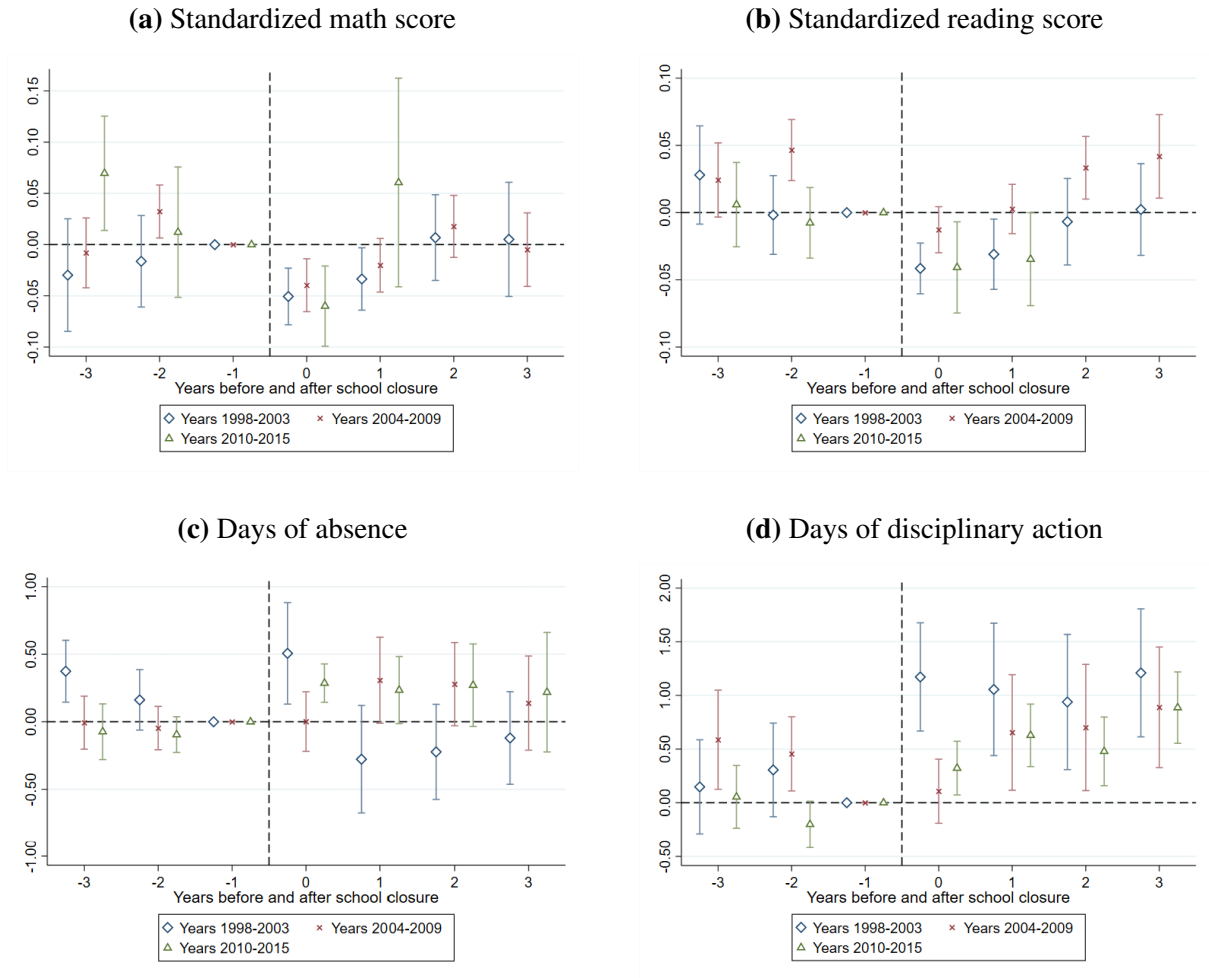 (a) Standardized math score
0.15
0.10
0.05
0.00
-0.05
-0.10
-3 -2 -1 0 1 2 3
Years before and after school closure
Years 1998-2003 Years 2004-2009
Years 2010-2015
(b) Standardized reading score
0.10
0.05
0.00
-0.05
-0.10
-3 -2 -1 0 1 2 3
Years before and after school closure
Years 1998-2003 Years 2004-2009
Years 2010-2015
(c) Days of absence
1.00
0.50
0.00
-0.50
-1.00
-3 -2 -1 0 1 2 3
Years before and after school closure
Years 1998-2003 Years 2004-2009
Years 2010-2015
(d) Days of disciplinary action
2.00
1.50
1.00
0.50
0.00
-0.50
-3 -2 -1 0 1 2 3
Years before and after school closure
Years 1998-2003 Years 2004-2009
Years 2010-2015